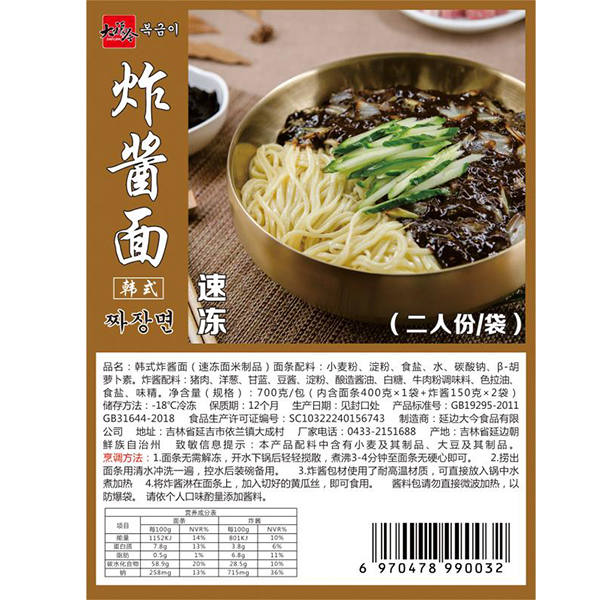 大今 복금이
炸酱面
韩式
짜장면
速冻
（二人份/袋）
品名：韩式炸酱面（速冻面米制品）面条配料：小麦粉、淀粉、食盐、水、碳酸钠、β-胡
萝卜素。炸酱配料：猪肉、洋葱、甘蓝、豆酱、淀粉、酿造酱油、白糖、牛肉粉调味料、色拉油、
食盐、味精。净含量（规格）：700克/包（内含面条400克×1袋+炸酱150克×2袋）
储存方法：-18℃冷冻 保质期：12个月 生产日期：见封口处 产品标准号：GB19295-2011
GB31644-2018 食品生产许可证编号：SC10322240156743 制造商：延边大今食品有限公
司 地址：吉林省延吉市依兰镇大成村 厂家电话：0433-2151688 产地：吉林省延边朝
鲜族自治州 致敏信息提示：本产品配料中含有小麦及其制品、大豆及其制品。
烹调方法：1.面条无需解冻，开水下锅后轻轻搅散，煮沸3-4分钟至面条无硬心即可。 2.捞出
面条用清水冲洗一遍，控水后装碗备用。 3.炸酱包材使用了耐高温材质，可直接放入锅中水
煮加热 4.将炸酱淋在面条上，加入切好的黄瓜丝，即可食用。 酱料包请勿直接微波加热，以
防爆袋。 请依个人口味酌量添加酱料。
营养成分表
项目 面条 炸酱
每100g NVR% 每100g NVR%
能量 1152KJ 14% 801KJ 10%
蛋白质 7.8g 13% 3.8g 6%
脂肪 0.5g 1% 6.8g 11%
碳水化合物 58.9g 20% 28.5g 10%
钠 258mg 13% 715mg 36%
6 970478 990032